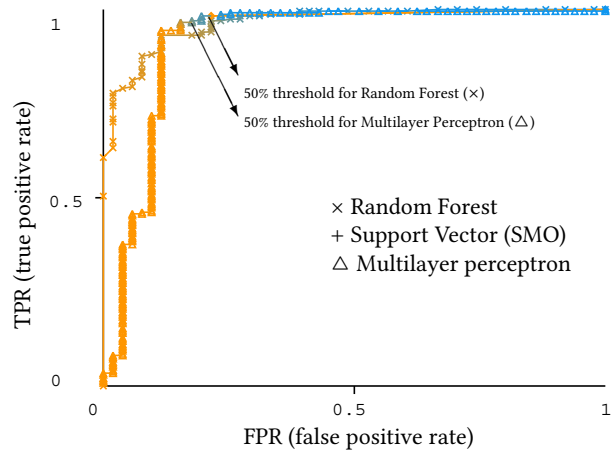 1
50% threshold for Random Forest (×)
50% threshold for Multilayer Perceptron (△)
0.5
× Random Forest
+ Support Vector (SMO)
△ Multilayer perceptron
TPR (true positive rate)
0
0
0.5
1
FPR (false positive rate)